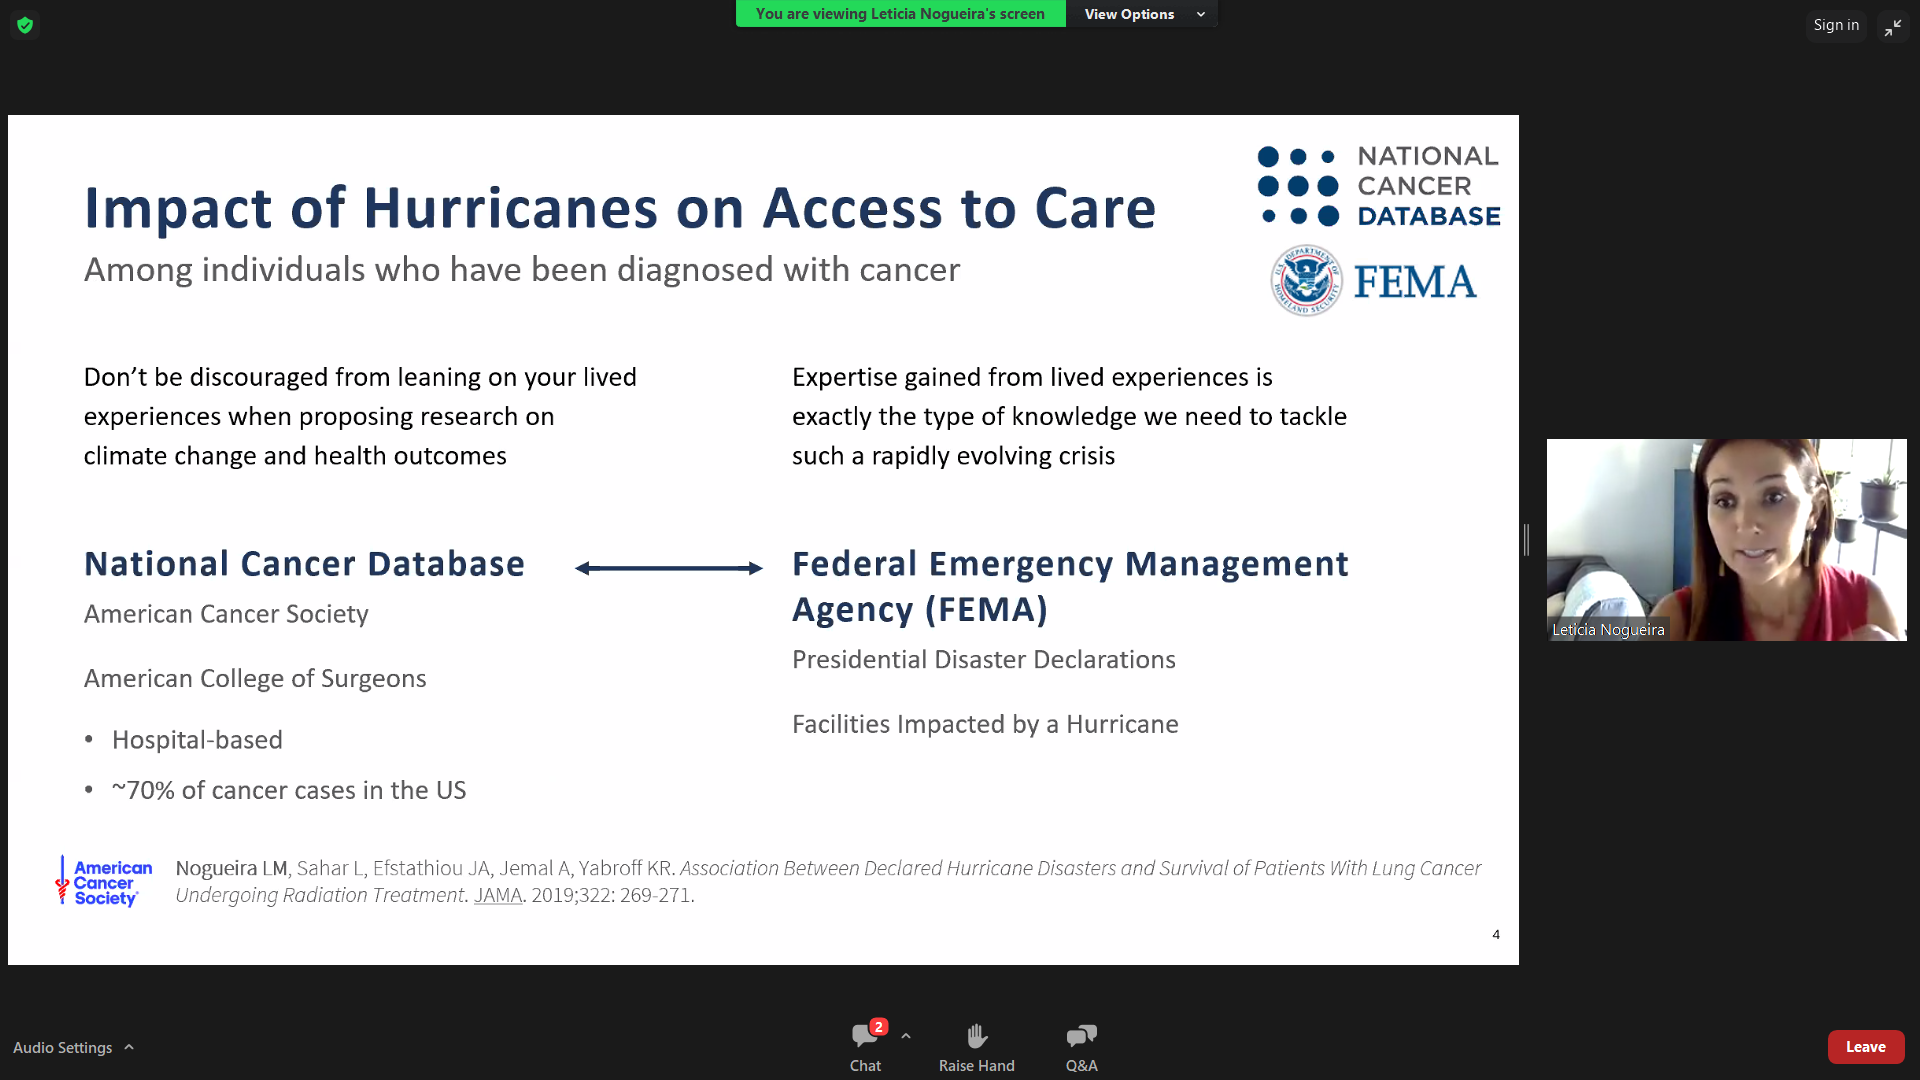 You are viewing Leticia Nogueira's screen
View Options
Sign in
Impact of Hurricanes on Access to Care
Among individuals who have been diagnosed with cancer
NATIONAL
CANCER
DATABASE
U.S. DEPARTMENT OF
HOMELAND SECURITY
FEMA
Don’t be discouraged from leaning on your lived
experiences when proposing research on
climate change and health outcomes
Expertise gained from lived experiences is
exactly the type of knowledge we need to tackle
such a rapidly evolving crisis
National Cancer Database
American Cancer Society
American College of Surgeons
• Hospital-based
• ~70% of cancer cases in the US
Federal Emergency Management
Agency (FEMA)
Presidential Disaster Declarations
Facilities Impacted by a Hurricane
Leticia Nogueira
American
Cancer
Society
Nogueira LM, Sahar L, Efstathiou JA, Jemal A, Yabroff KR. Association Between Declared Hurricane Disasters and Survival of Patients With Lung Cancer
Undergoing Radiation Treatment. JAMA. 2019;322: 269-271.
4
Audio Settings
2
Chat
Raise Hand
Q&A
Leave